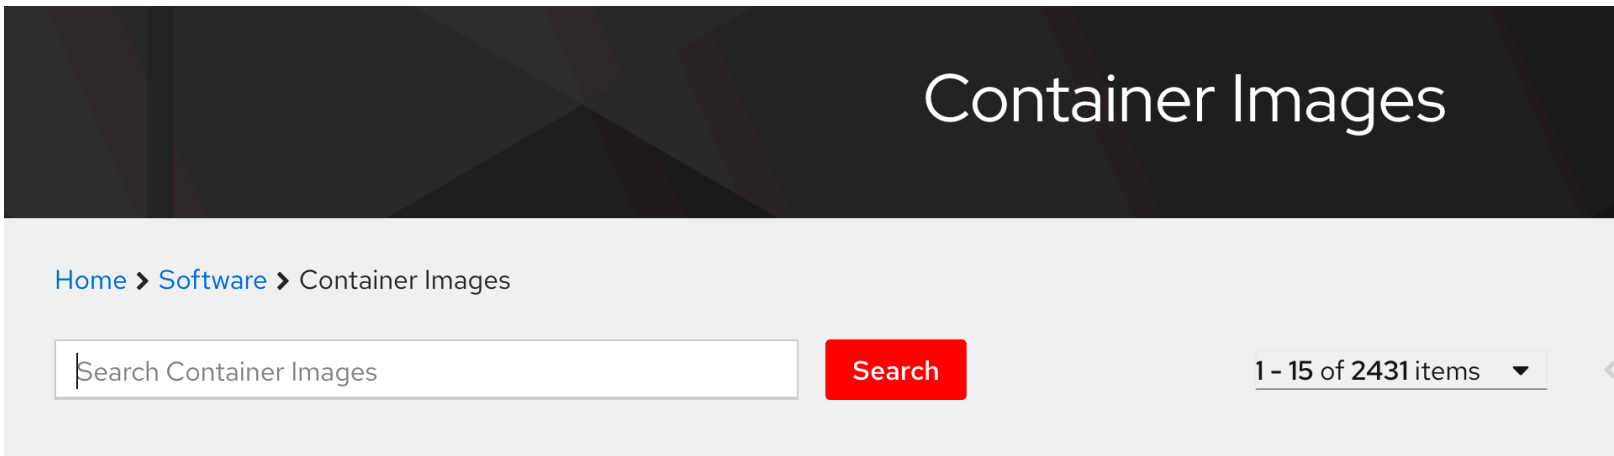 Container Images
Home > Software > Container Images
Search Container Images
Search
1 - 15 of 2431 items